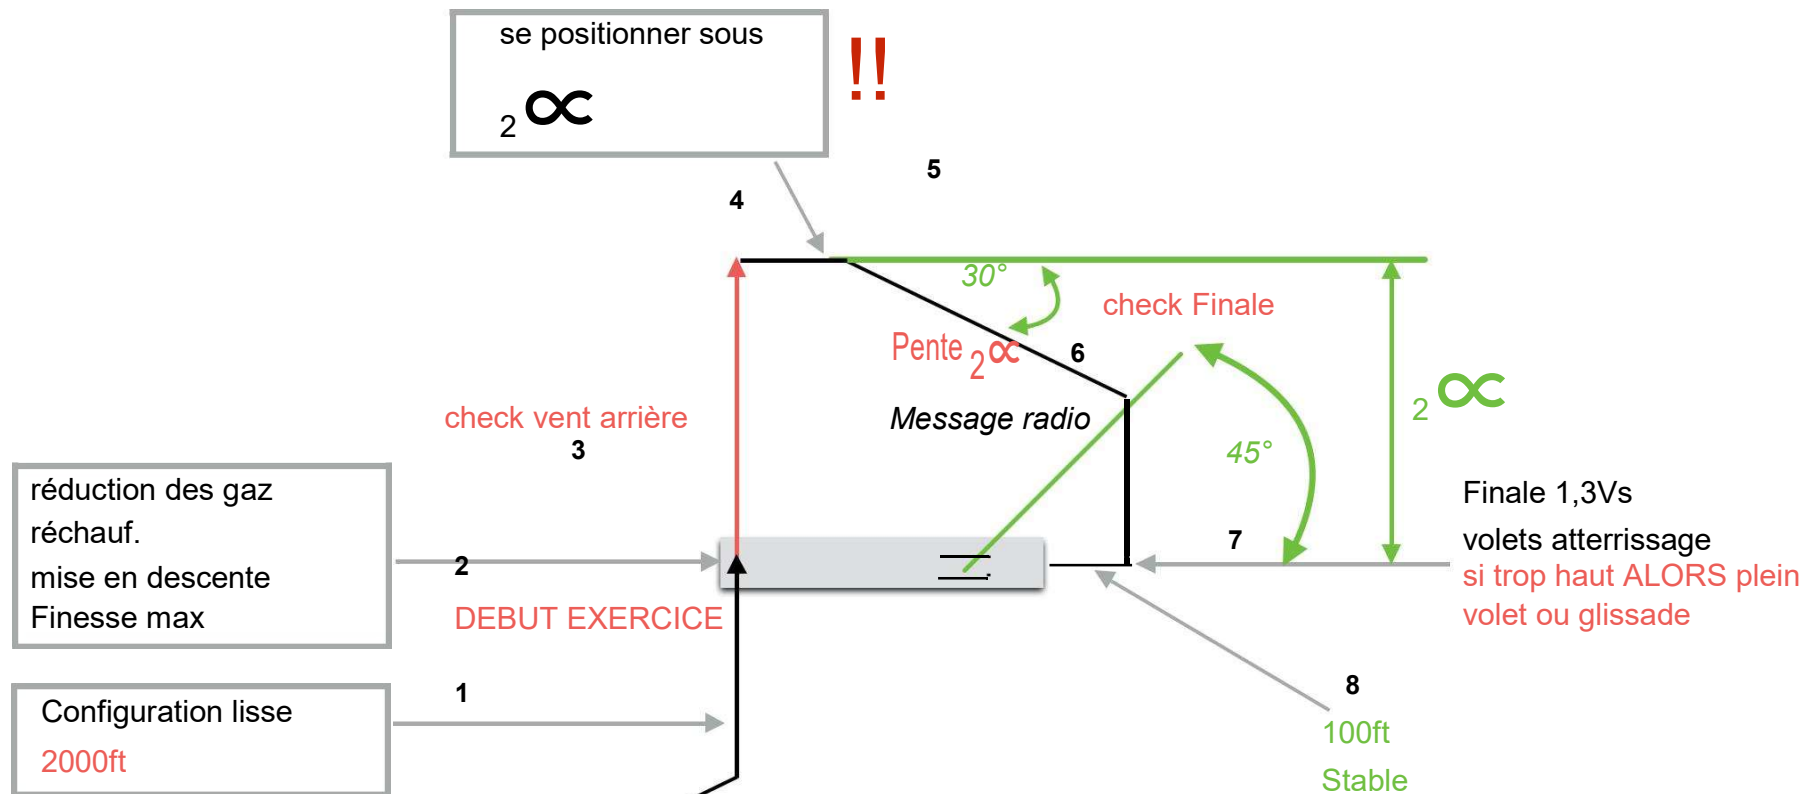 se positionner sous
2 ∝
!!
5
4
30°
check Finale
Pente 2∝
6
2 ∝
check vent arrière
Message radio
3
45°
réduction des gaz
réchauf.
mise en descente
Finesse max
2
DEBUT EXERCICE
7
Finale 1,3Vs
volets atterrissage
si trop haut ALORS plein
volet ou glissade
1
Configuration lisse
2000ft
8
100ft
Stable